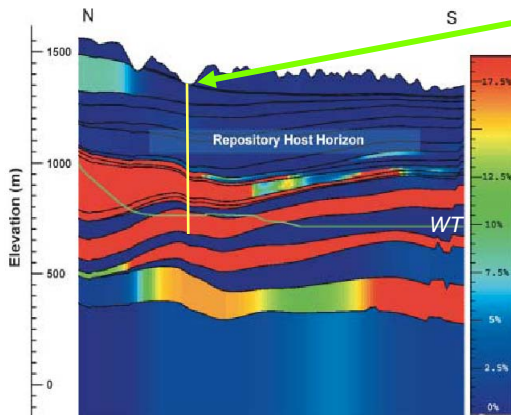 N
S
1500
1000
500
0
Elevation (m)
Repository Host Horizon
WT
17.5%
15%
12.5%
10%
7.5%
5%
2.5%
0%